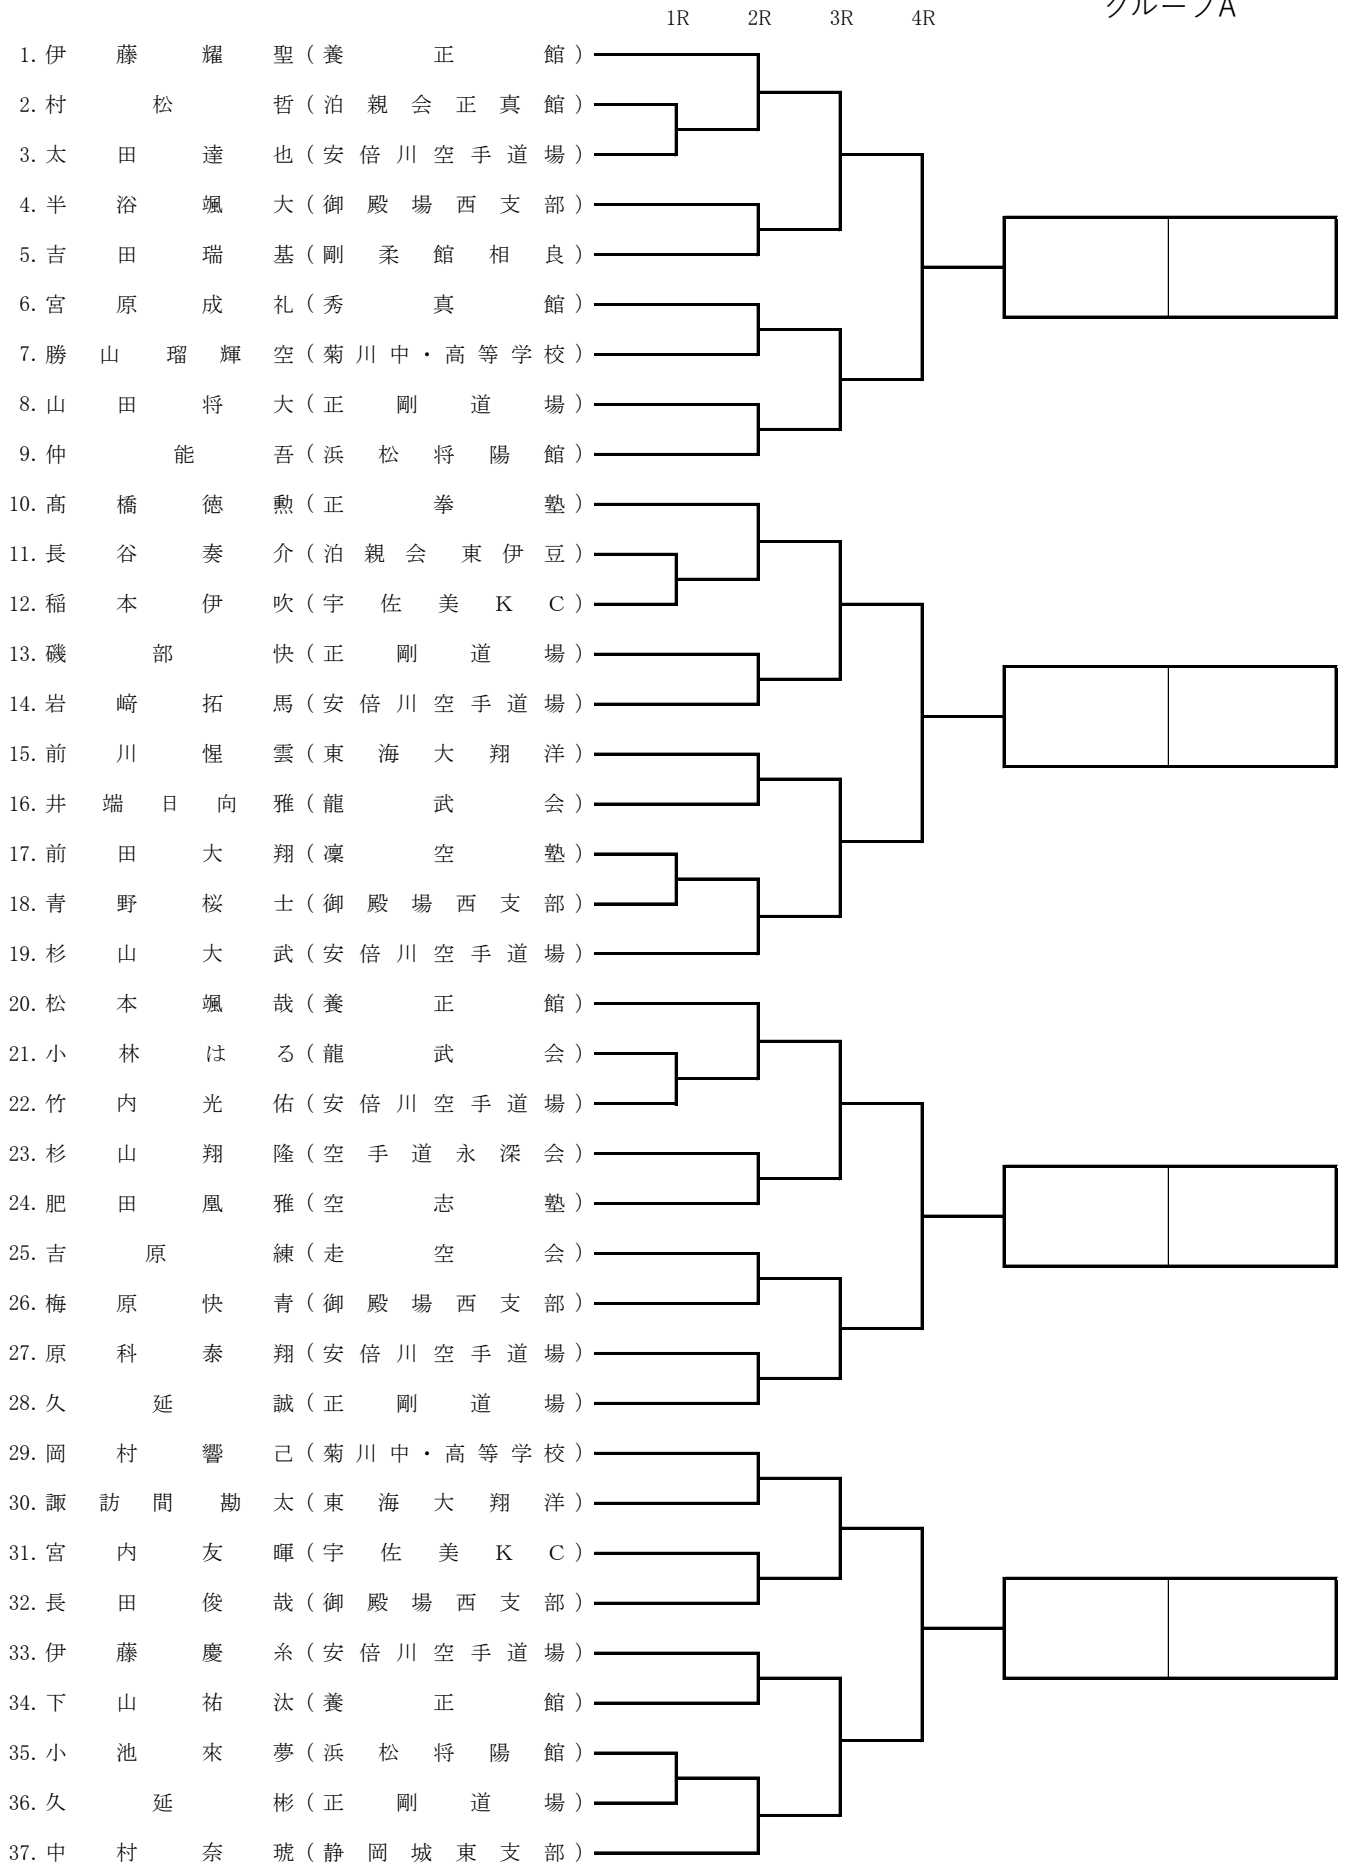 グループA
1R 2R 3R 4R
1. 伊藤耀聖（養正館）
2. 村松哲（泊親会正真館）
3. 太田達也（安倍川空手道場）
4. 半浴颯大（御殿場西支部）
5. 吉田瑞基（剛柔館相良）
6. 宮原成礼（秀真館）
7. 勝山瑠輝空（菊川中・高等学校）
8. 山田将大（正剛道場）
9. 仲能吾（浜松将陽館）
10. 髙橋徳勲（正拳塾）
11. 長谷奏介（泊親会東伊豆）
12. 稲本伊吹（宇佐美KC）
13. 磯部快（正剛道場）
14. 岩﨑拓馬（安倍川空手道場）
15. 前川惺雲（東海大翔洋）
16. 井端日向雅（龍武会）
17. 前田大翔（凜空塾）
18. 青野桜士（御殿場西支部）
19. 杉山大武（安倍川空手道場）
20. 松本颯哉（養正館）
21. 小林はる（龍武会）
22. 竹内光佑（安倍川空手道場）
23. 杉山翔隆（空手道永深会）
24. 肥田凰雅（空志塾）
25. 吉原練（走空会）
26. 梅原快青（御殿場西支部）
27. 原科泰翔（安倍川空手道場）
28. 久延誠（正剛道場）
29. 岡村響己（菊川中・高等学校）
30. 諏訪間勘太（東海大翔洋）
31. 宮内友暉（宇佐美KC）
32. 長田俊哉（御殿場西支部）
33. 伊藤慶糸（安倍川空手道場）
34. 下山祐汰（養正館）
35. 小池來夢（浜松将陽館）
36. 久延彬（正剛道場）
37. 中村奈琥（静岡城東支部）